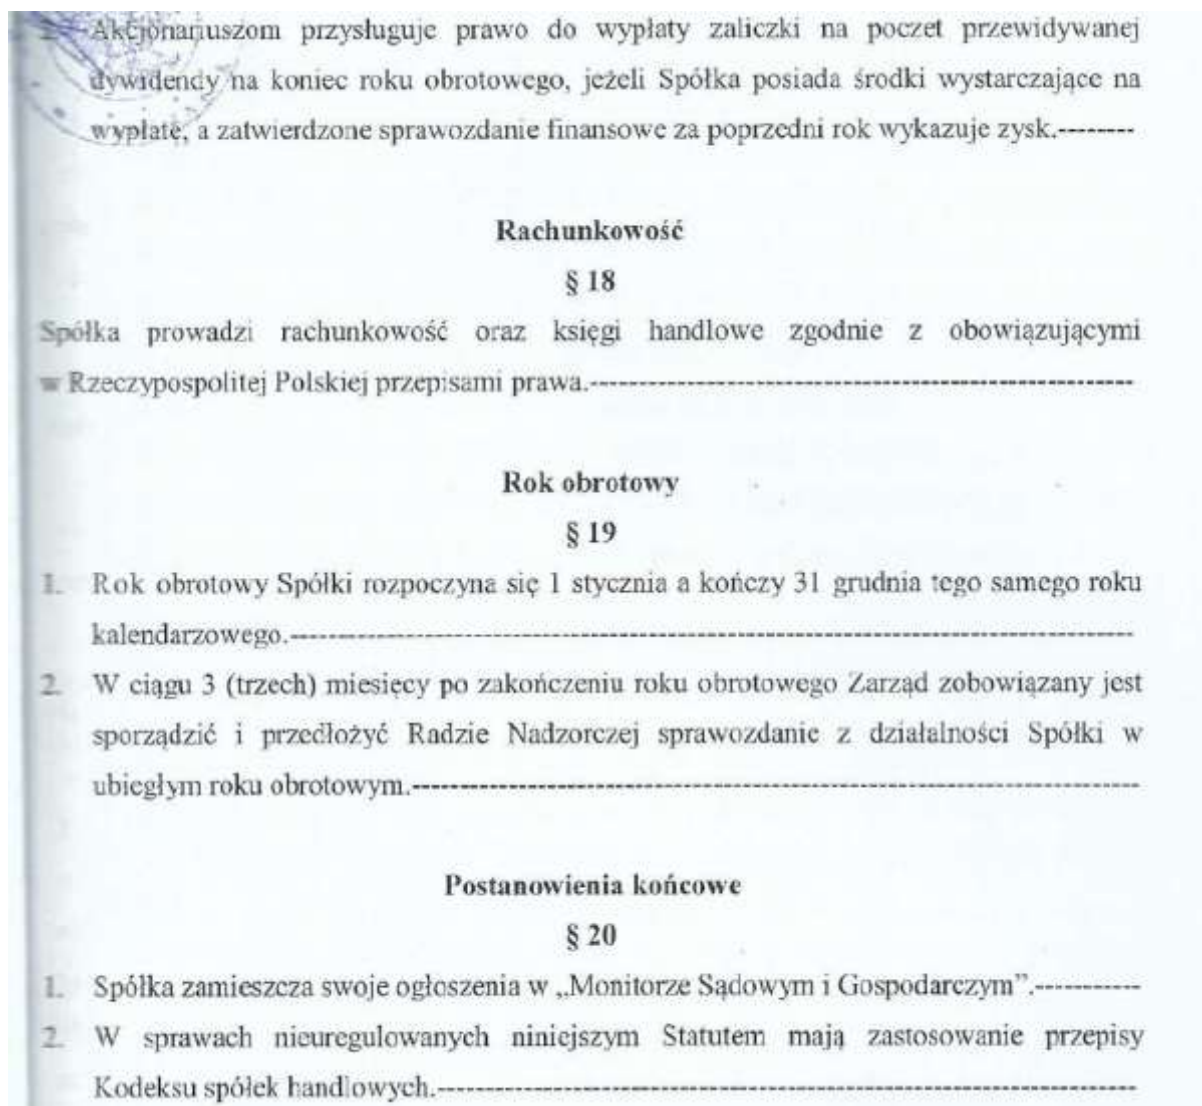 2. Akcjonariuszom przysługuje prawo do wypłaty zaliczki na poczet przewidywanej
dywidendy na koniec roku obrotowego, jeżeli Spółka posiada środki wystarczające na
wypłatę, a zatwierdzone sprawozdanie finansowe za poprzedni rok wykazuje zysk.--------
Rachunkowość
§ 18
Spółka prowadzi rachunkowość oraz księgi handlowe zgodnie z obowiązującymi
w Rzeczypospolitej Polskiej przepisami prawa.--------------------------------------------------------
Rok obrotowy
§ 19
1. Rok obrotowy Spółki rozpoczyna się 1 stycznia a kończy 31 grudnia tego samego roku
kalendarzowego.---------------------------------------------------------------------------------------
2. W ciągu 3 (trzech) miesięcy po zakończeniu roku obrotowego Zarząd zobowiązany jest
sporządzić i przedłożyć Radzie Nadzorczej sprawozdanie z działalności Spółki w
ubiegłym roku obrotowym.---------------------------------------------------------------------------
Postanowienia końcowe
§ 20
1. Spółka zamieszcza swoje ogłoszenia w „Monitorze Sądowym i Gospodarczym”.-----------
2. W sprawach nieuregulowanych niniejszym Statutem mają zastosowanie przepisy
Kodeksu spółek handlowych.------------------------------------------------------------------------